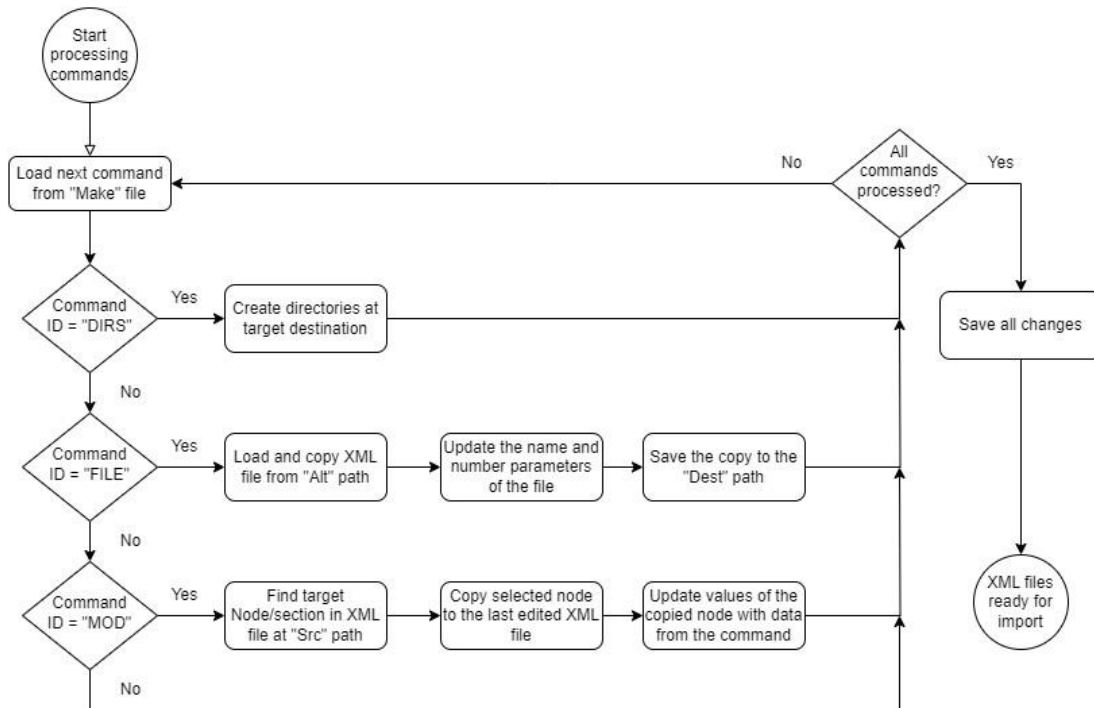 Start
processing
commands
Load next command
from "Make" file
No
All
commands
processed?
Yes
Command
ID = "DIRS"
Yes
Create directories at
target destination
Save all changes
No
Command
ID = "FILE"
Yes
Load and copy XML
file from "Alt" path
Update the name and
number parameters
of the file
Save the copy to the
"Dest" path
No
Command
ID = "MOD"
Yes
Find target
Node/section in XML
file at "Src" path
Copy selected node
to the last edited XML
file
Update values of the
copied node with data
from the command
XML files
ready for
import
No